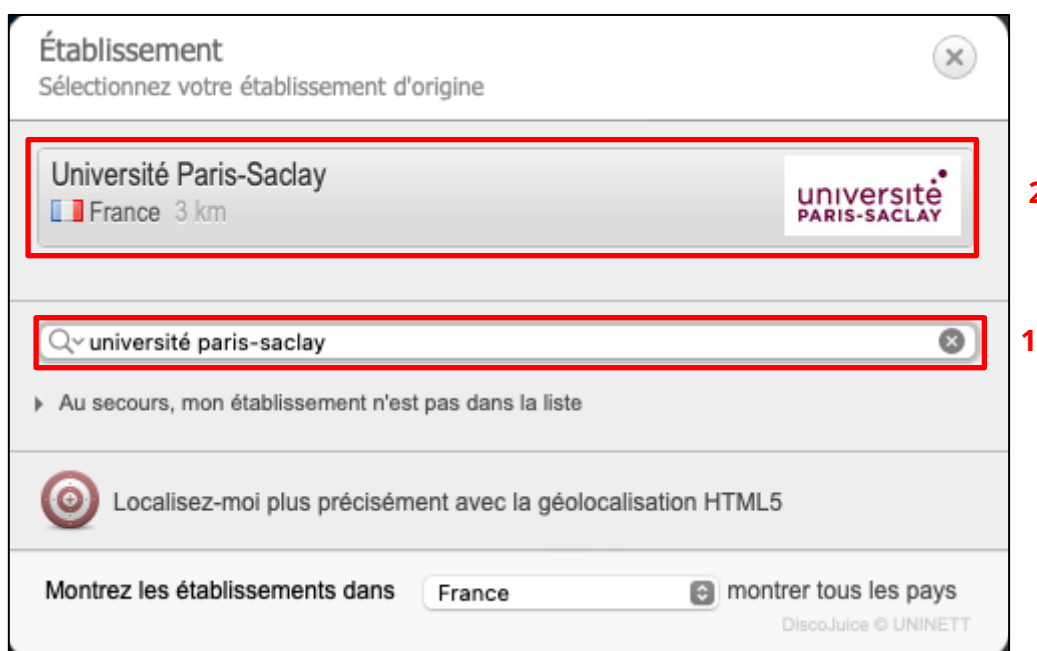 Établissement
Sélectionnez votre établissement d'origine
Université Paris-Saclay
France 3 km
université
PARIS-SACLAY
2
université paris-saclay
1
Au secours, mon établissement n'est pas dans la liste
Localisez-moi plus précisément avec la géolocalisation HTML5
Montrez les établissements dans France montrer tous les pays
DiscoJuice © UNINETT